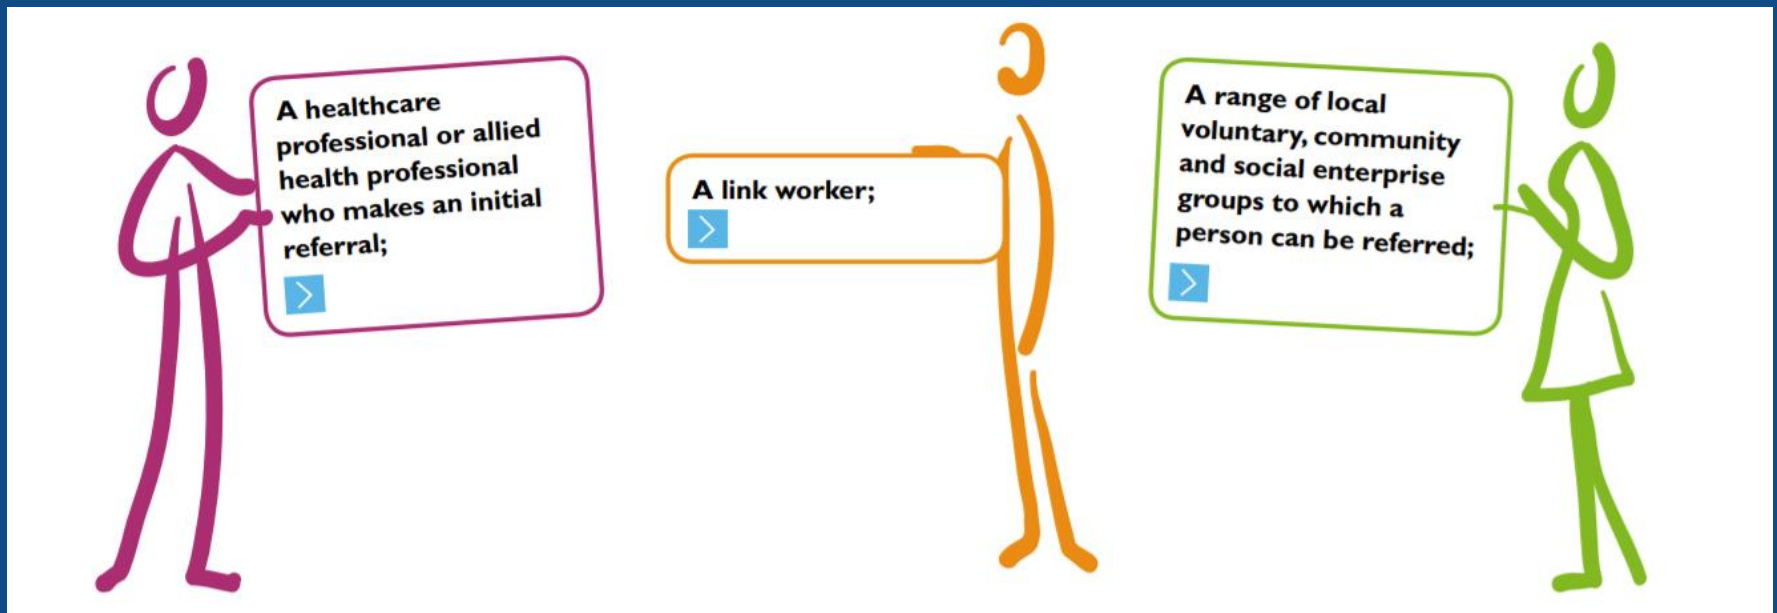 A healthcare
professional or allied
health professional
who makes an initial
referral;
A link worker;
A range of local
voluntary, community
and social enterprise
groups to which a
person can be referred;